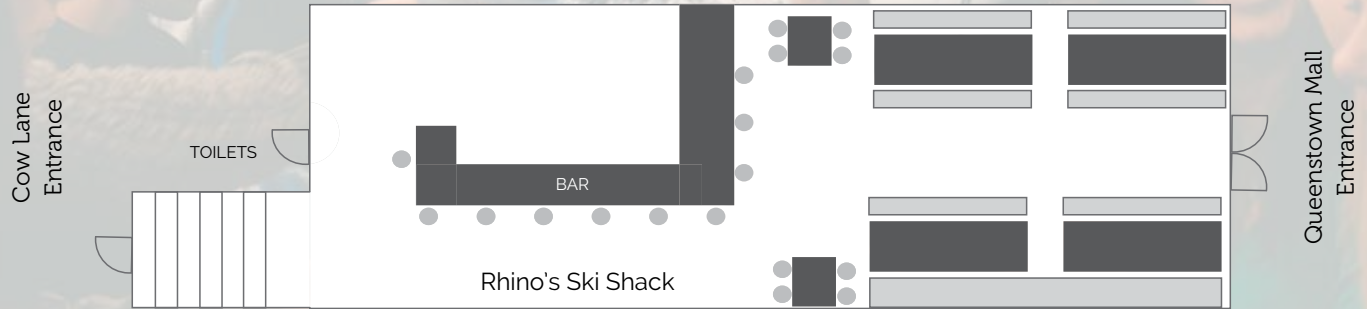 Cow Lane
Entrance
TOILETS
BAR
Rhino's Ski Shack
Queenstown Mall
Entrance